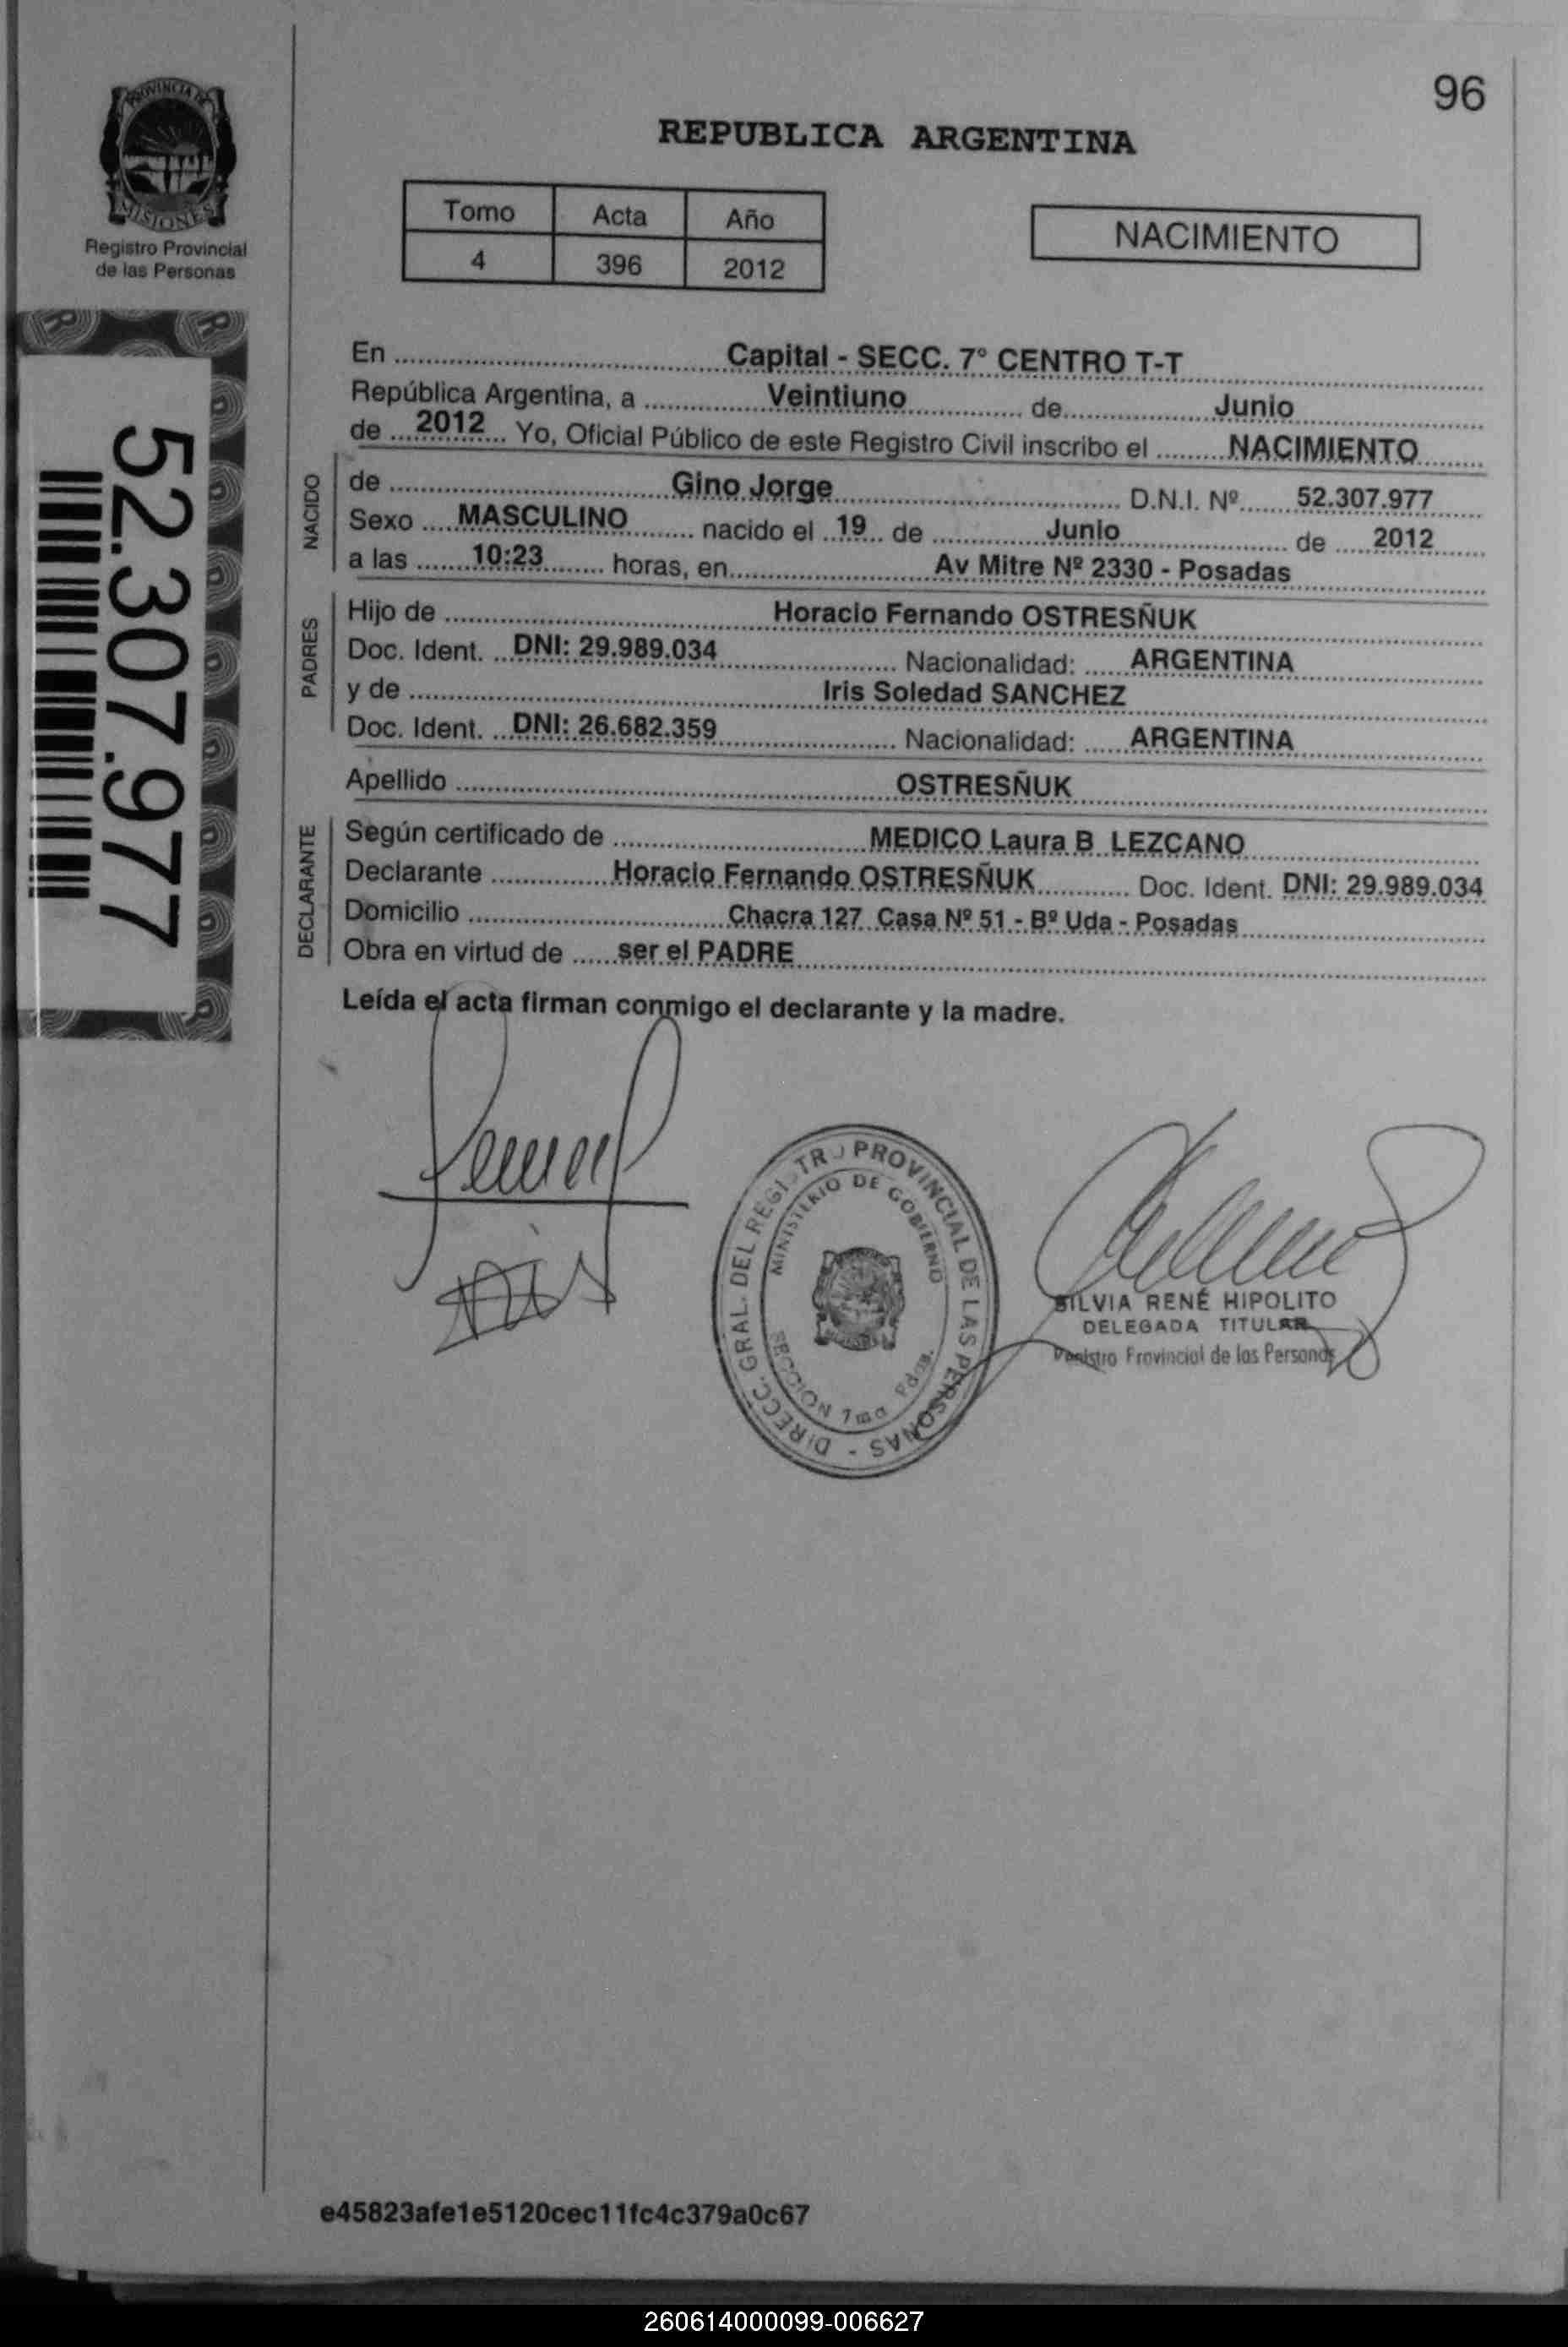 96
PROVINCIA DE
MISIONES
Registro Provincial
de las Personas
REPUBLICA ARGENTINA
Tomo Acta Año
4 396 2012
NACIMIENTO
52.307.977
En Capital - SECC. 7° CENTRO T-T
República Argentina, a Veintiuno de Junio
de 2012 Yo, Oficial Público de este Registro Civil inscribo el NACIMIENTO
NACIDO
de Gino Jorge D.N.I. Nº 52.307.977
Sexo MASCULINO nacido el 19 de Junio de 2012
a las 10:23 horas, en Av Mitre Nº 2330 - Posadas
PADRES
Hijo de Horacio Fernando OSTRESÑUK
Doc. Ident. DNI: 29.989.034 Nacionalidad: ARGENTINA
y de Iris Soledad SANCHEZ
Doc. Ident. DNI: 26.682.359 Nacionalidad: ARGENTINA
Apellido OSTRESÑUK
DECLARANTE
Según certificado de MEDICO Laura B LEZCANO
Declarante Horacio Fernando OSTRESÑUK Doc. Ident. DNI: 29.989.034
Domicilio Chacra 127 Casa Nº 51 - Bº Uda - Posadas
Obra en virtud de ser el PADRE
Leída el acta firman conmigo el declarante y la madre.
DIRECC. GRAL. DEL REGISTRO PROVINCIAL DE LAS PERSONAS -
MINISTERIO DE GOBIERNO
SECCION 7ma Pdas.
SILVIA RENÉ HIPOLITO
DELEGADA TITULAR
Registro Provincial de las Personas
e45823afe1e5120cec11fc4c379a0c67
260614000099-006627